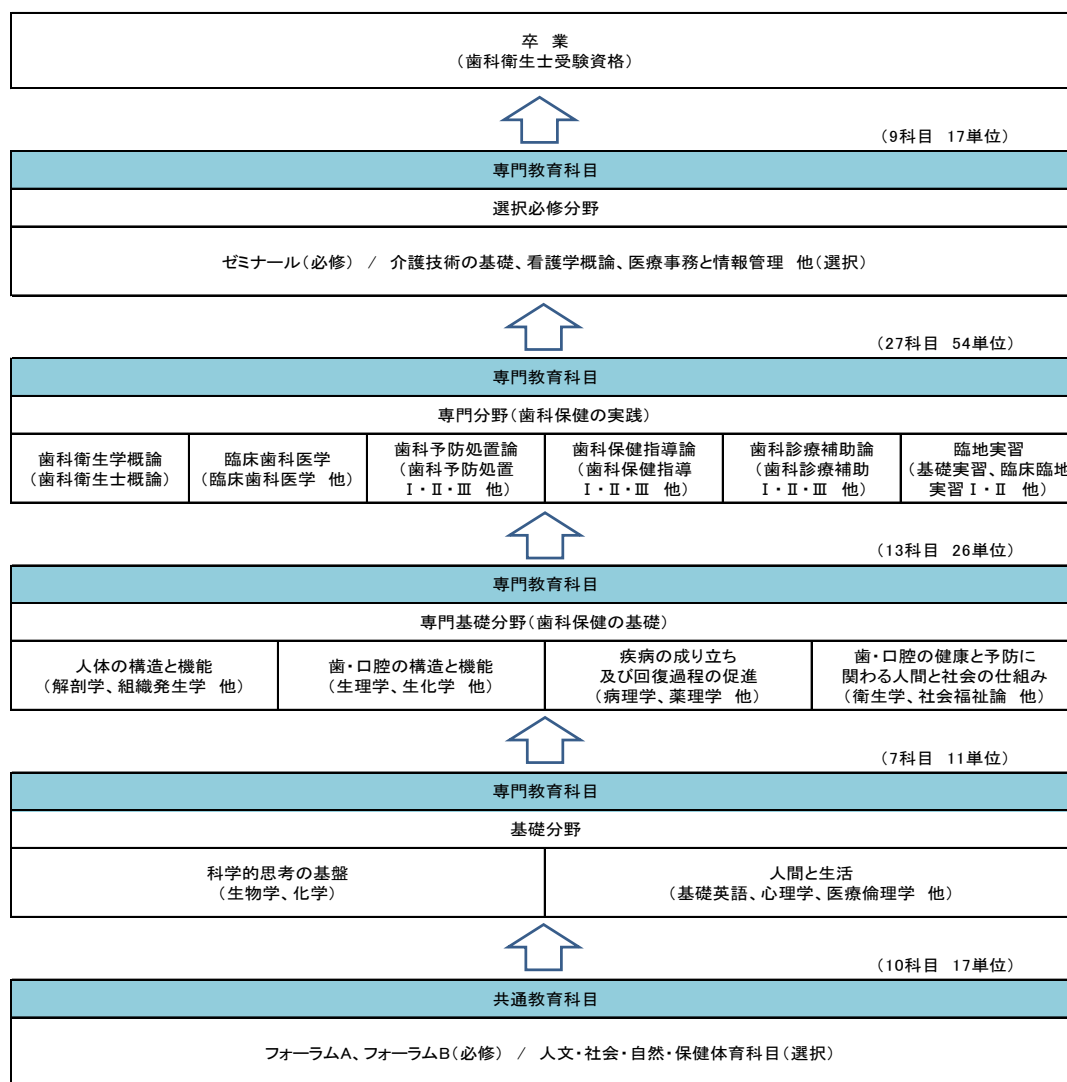 卒 業
（歯科衛生士受験資格）
（9科目 17単位）
専門教育科目
選択必修分野
ゼミナール（必修） / 介護技術の基礎、看護学概論、医療事務と情報管理 他（選択）
（27科目 54単位）
専門教育科目
専門分野（歯科保健の実践）
歯科衛生学概論
（歯科衛生士概論）
臨床歯科医学
（臨床歯科医学 他）
歯科予防処置論
（歯科予防処置
Ⅰ・Ⅱ・Ⅲ 他）
歯科保健指導論
（歯科保健指導
Ⅰ・Ⅱ・Ⅲ 他）
歯科診療補助論
（歯科診療補助
Ⅰ・Ⅱ・Ⅲ 他）
臨地実習
（基礎実習、臨床臨地
実習Ⅰ・Ⅱ 他）
（13科目 26単位）
専門教育科目
専門基礎分野（歯科保健の基礎）
人体の構造と機能
（解剖学、組織発生学 他）
歯・口腔の構造と機能
（生理学、生化学 他）
疾病の成り立ち
及び回復過程の促進
（病理学、薬理学 他）
歯・口腔の健康と予防に
関わる人間と社会の仕組み
（衛生学、社会福祉論 他）
（7科目 11単位）
専門教育科目
基礎分野
科学的思考の基盤
（生物学、化学）
人間と生活
（基礎英語、心理学、医療倫理学 他）
（10科目 17単位）
共通教育科目
フォーラムA、フォーラムB（必修） / 人文・社会・自然・保健体育科目（選択）